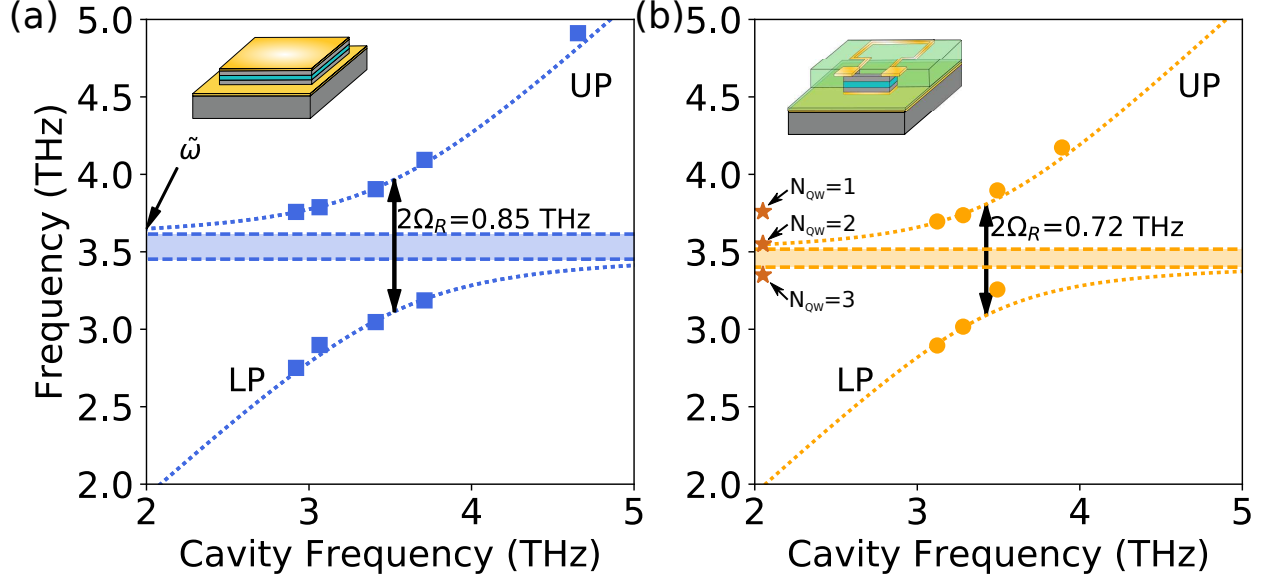 (a)
5.0
4.5
4.0
3.5
3.0
2.5
2.0
Frequency (THz)
ω̃
UP
2Ω_R=0.85 THz
LP
2 3 4 5
Cavity Frequency (THz)
(b)
5.0
4.5
4.0
3.5
3.0
2.5
2.0
UP
N_QW=1
N_QW=2
N_QW=3
2Ω_R=0.72 THz
LP
2 3 4 5
Cavity Frequency (THz)